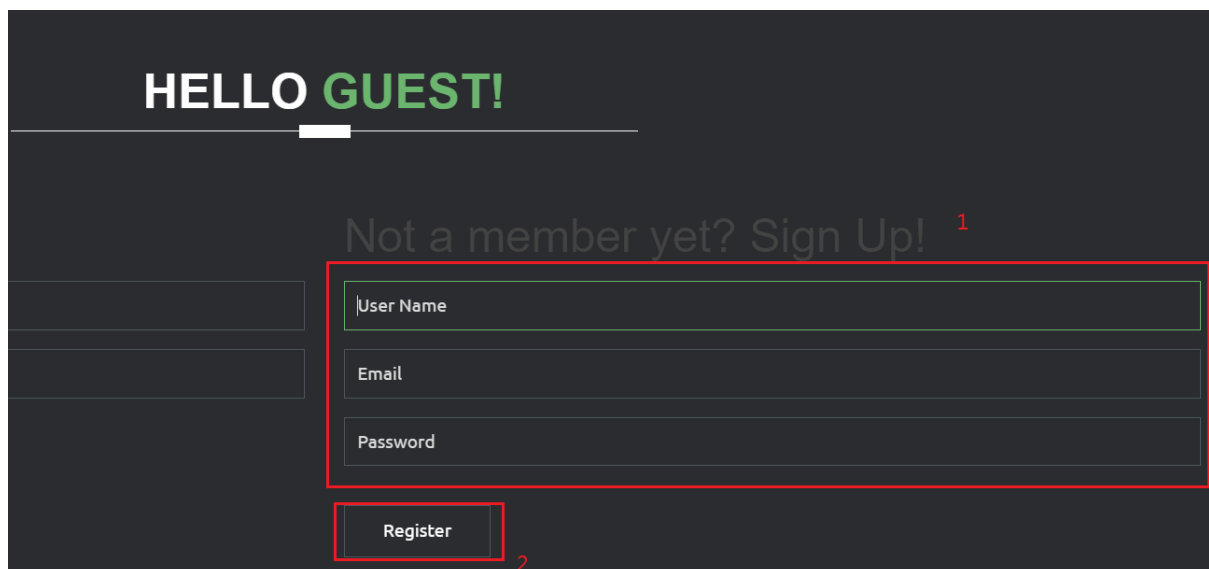 HELLO GUEST!
Not a member yet? Sign Up! 1
User Name
Email
Password
Register
2